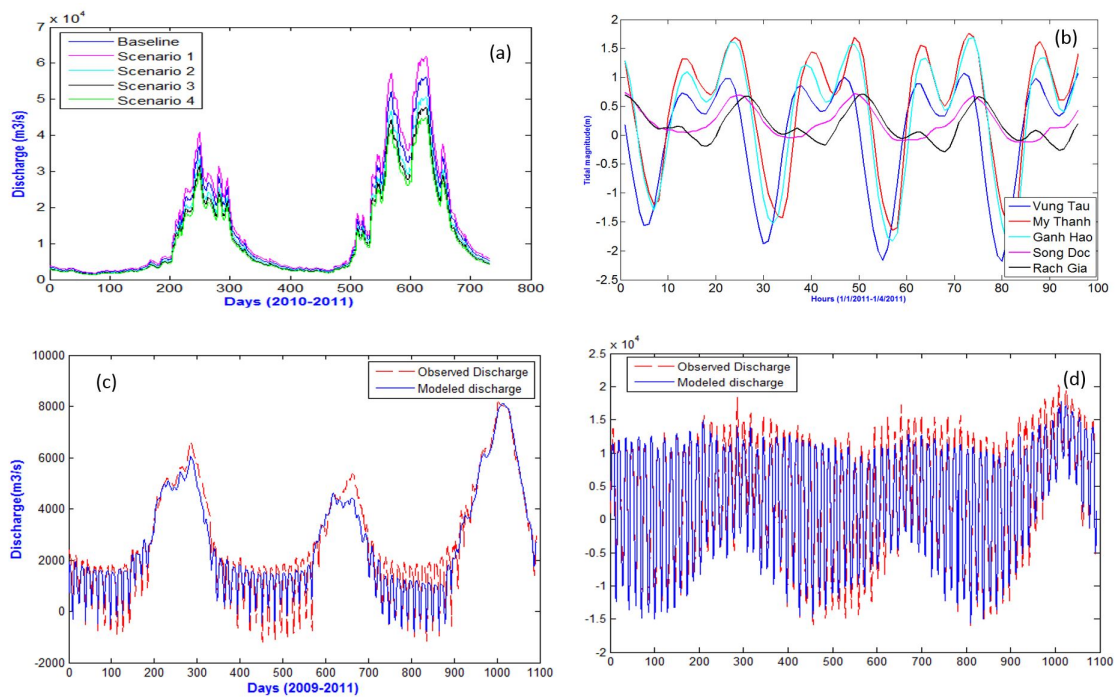 x 10⁴
(a)
Baseline
Scenario 1
Scenario 2
Scenario 3
Scenario 4
7
6
5
4
3
2
1
0
Discharge (m3/s)
0 100 200 300 400 500 600 700 800
Days (2010-2011)
(b)
2
1.5
1
0.5
0
-0.5
-1
-1.5
-2
-2.5
Tidal magnitude(m)
Vung Tau
My Thanh
Ganh Hao
Song Doc
Rach Gia
0 10 20 30 40 50 60 70 80 90 100
Hours (1/1/2011-1/4/2011)
(c)
Observed Discharge
Modeled discharge
10000
8000
6000
4000
2000
0
-2000
Discharge(m3/s)
0 100 200 300 400 500 600 700 800 900 1000 1100
Days (2009-2011)
x 10⁴
(d)
Observed Discharge
Modeled discharge
2.5
2
1.5
1
0.5
0
-0.5
-1
-1.5
-2
0 100 200 300 400 500 600 700 800 900 1000 1100